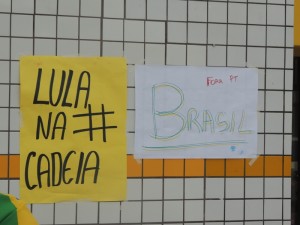 LULA
NA #
CADEIA
FORA PT
BRASIL